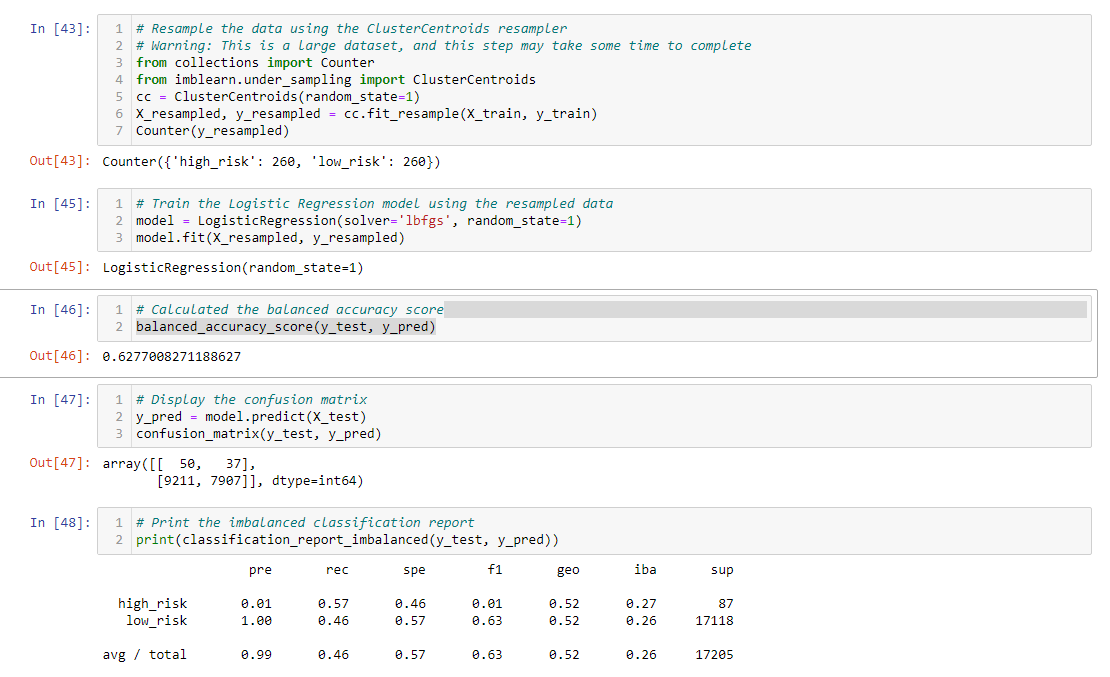 In [43]:
1 # Resample the data using the ClusterCentroids resampler
2 # Warning: This is a large dataset, and this step may take some time to complete
3 from collections import Counter
4 from imblearn.under_sampling import ClusterCentroids
5 cc = ClusterCentroids(random_state=1)
6 X_resampled, y_resampled = cc.fit_resample(X_train, y_train)
7 Counter(y_resampled)
Out[43]: Counter({'high_risk': 260, 'low_risk': 260})
In [45]:
1 # Train the Logistic Regression model using the resampled data
2 model = LogisticRegression(solver='lbfgs', random_state=1)
3 model.fit(X_resampled, y_resampled)
Out[45]: LogisticRegression(random_state=1)
In [46]:
1 # Calculated the balanced accuracy score
2 balanced_accuracy_score(y_test, y_pred)
Out[46]: 0.6277008271188627
In [47]:
1 # Display the confusion matrix
2 y_pred = model.predict(X_test)
3 confusion_matrix(y_test, y_pred)
Out[47]: array([[  50,   37],
       [9211, 7907]], dtype=int64)
In [48]:
1 # Print the imbalanced classification report
2 print(classification_report_imbalanced(y_test, y_pred))
pre rec spe f1 geo iba sup
high_risk 0.01 0.57 0.46 0.01 0.52 0.27 87
low_risk 1.00 0.46 0.57 0.63 0.52 0.26 17118
avg / total 0.99 0.46 0.57 0.63 0.52 0.26 17205